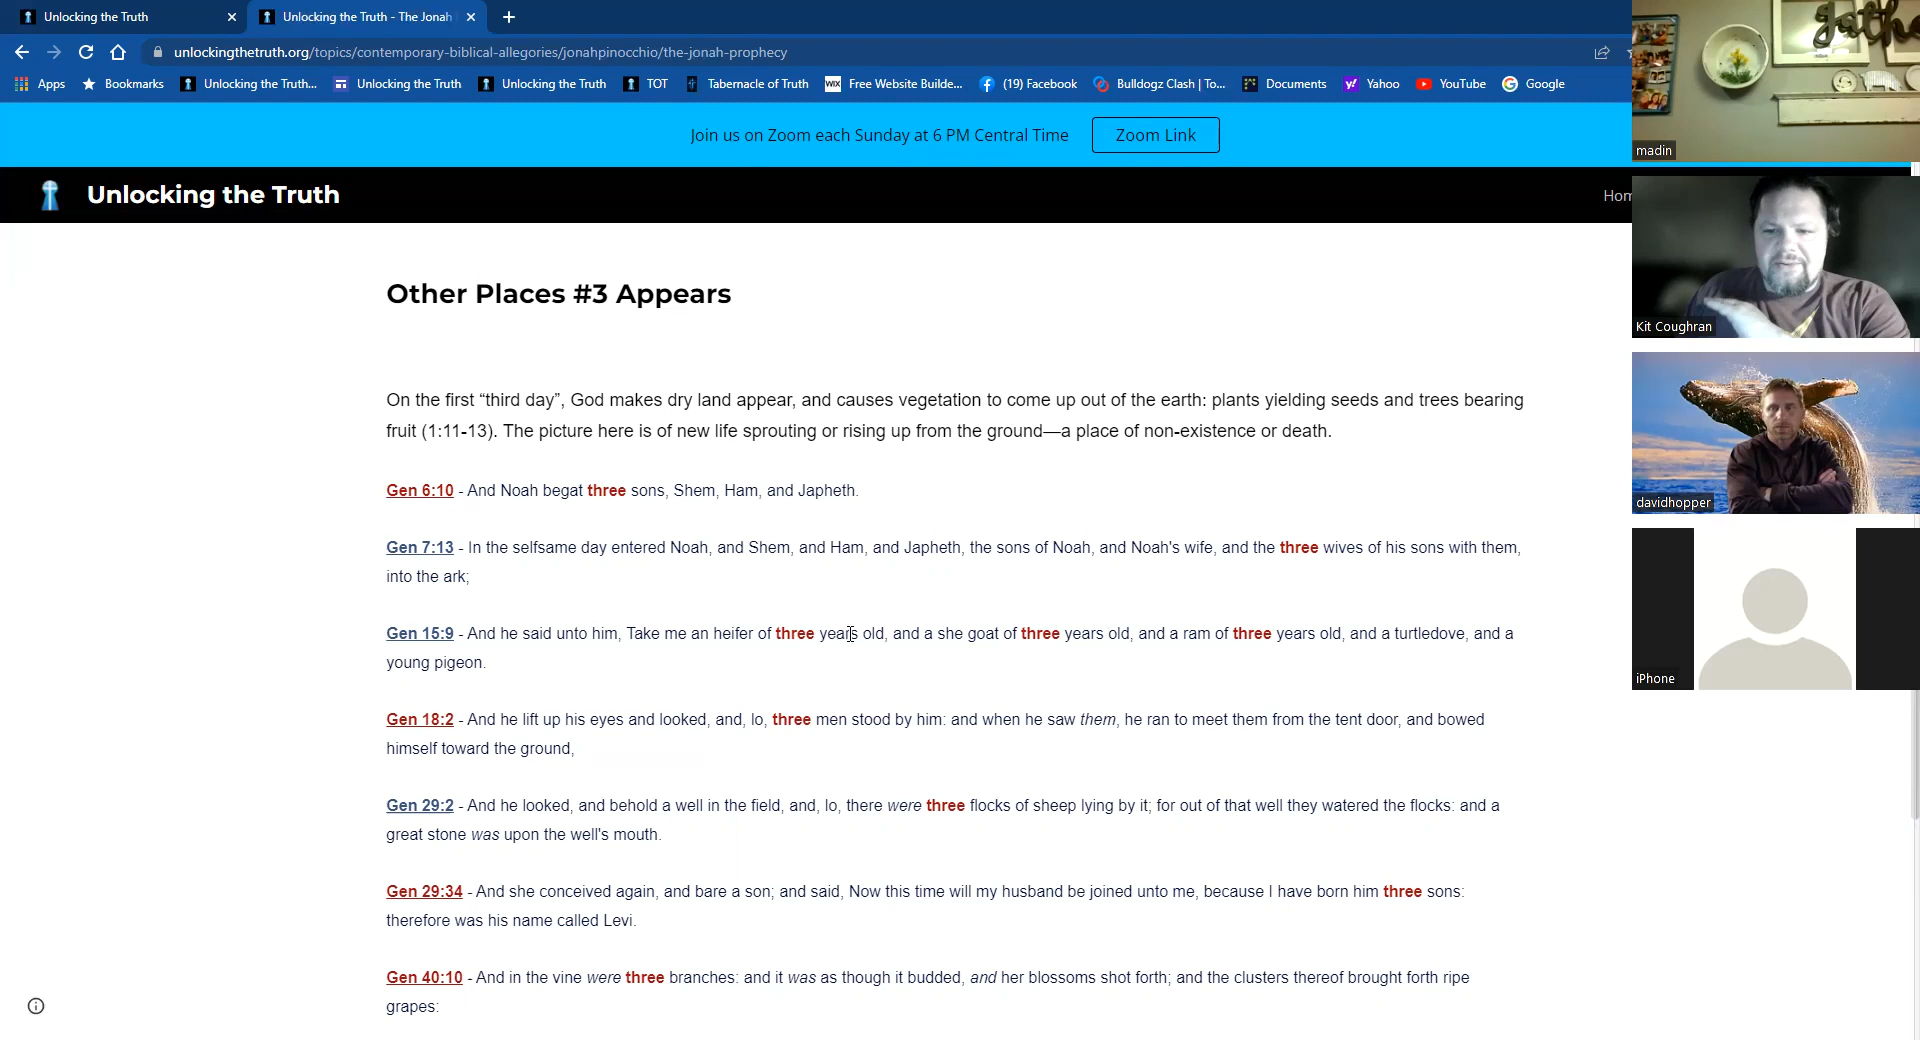 Unlocking the Truth
Unlocking the Truth - The Jonah
unlockingthetruth.org/topics/contemporary-biblical-allegories/jonahpinocchio/the-jonah-prophecy
Apps Bookmarks Unlocking the Truth... Unlocking the Truth Unlocking the Truth TOT Tabernacle of Truth WIX Free Website Builde... (19) Facebook Bulldogz Clash | To... Documents Yahoo YouTube Google
Join us on Zoom each Sunday at 6 PM Central Time Zoom Link
Unlocking the Truth
Hom
Other Places #3 Appears
On the first “third day”, God makes dry land appear, and causes vegetation to come up out of the earth: plants yielding seeds and trees bearing
fruit (1:11-13). The picture here is of new life sprouting or rising up from the ground—a place of non-existence or death.
Gen 6:10 - And Noah begat three sons, Shem, Ham, and Japheth.
Gen 7:13 - In the selfsame day entered Noah, and Shem, and Ham, and Japheth, the sons of Noah, and Noah's wife, and the three wives of his sons with them,
into the ark;
Gen 15:9 - And he said unto him, Take me an heifer of three years old, and a she goat of three years old, and a ram of three years old, and a turtledove, and a
young pigeon.
Gen 18:2 - And he lift up his eyes and looked, and, lo, three men stood by him: and when he saw them, he ran to meet them from the tent door, and bowed
himself toward the ground,
Gen 29:2 - And he looked, and behold a well in the field, and, lo, there were three flocks of sheep lying by it; for out of that well they watered the flocks: and a
great stone was upon the well's mouth.
Gen 29:34 - And she conceived again, and bare a son; and said, Now this time will my husband be joined unto me, because I have born him three sons:
therefore was his name called Levi.
Gen 40:10 - And in the vine were three branches: and it was as though it budded, and her blossoms shot forth; and the clusters thereof brought forth ripe
grapes:
gathe
madin
Kit Coughran
davidhopper
iPhone